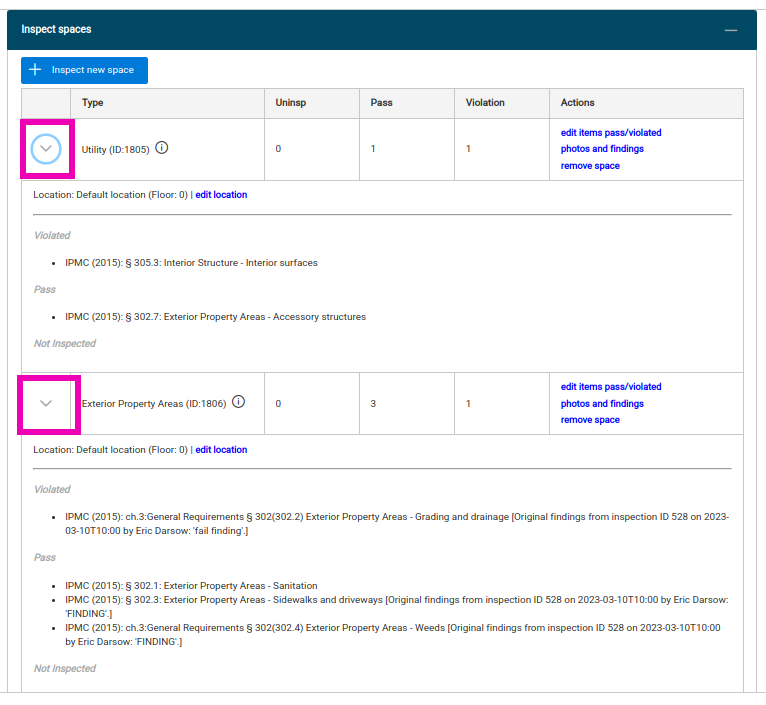 Inspect spaces
Inspect new space
Type Uninsp Pass Violation Actions
Utility (ID:1805) 0 1 1
edit items pass/violated
photos and findings
remove space
Location: Default location (Floor: 0) | edit location
Violated
• IPMC (2015): § 305.3: Interior Structure - Interior surfaces
Pass
• IPMC (2015): § 302.7: Exterior Property Areas - Accessory structures
Not Inspected
Exterior Property Areas (ID:1806) 0 3 1
edit items pass/violated
photos and findings
remove space
Location: Default location (Floor: 0) | edit location
Violated
• IPMC (2015): ch.3:General Requirements § 302(302.2) Exterior Property Areas - Grading and drainage [Original findings from inspection ID 528 on 2023-
03-10T10:00 by Eric Darsow: 'fail finding'.]
Pass
• IPMC (2015): § 302.1: Exterior Property Areas - Sanitation
• IPMC (2015): § 302.3: Exterior Property Areas - Sidewalks and driveways [Original findings from inspection ID 528 on 2023-03-10T10:00 by Eric Darsow:
'FINDING'.]
• IPMC (2015): ch.3:General Requirements § 302(302.4) Exterior Property Areas - Weeds [Original findings from inspection ID 528 on 2023-03-10T10:00
by Eric Darsow: 'FINDING'.]
Not Inspected